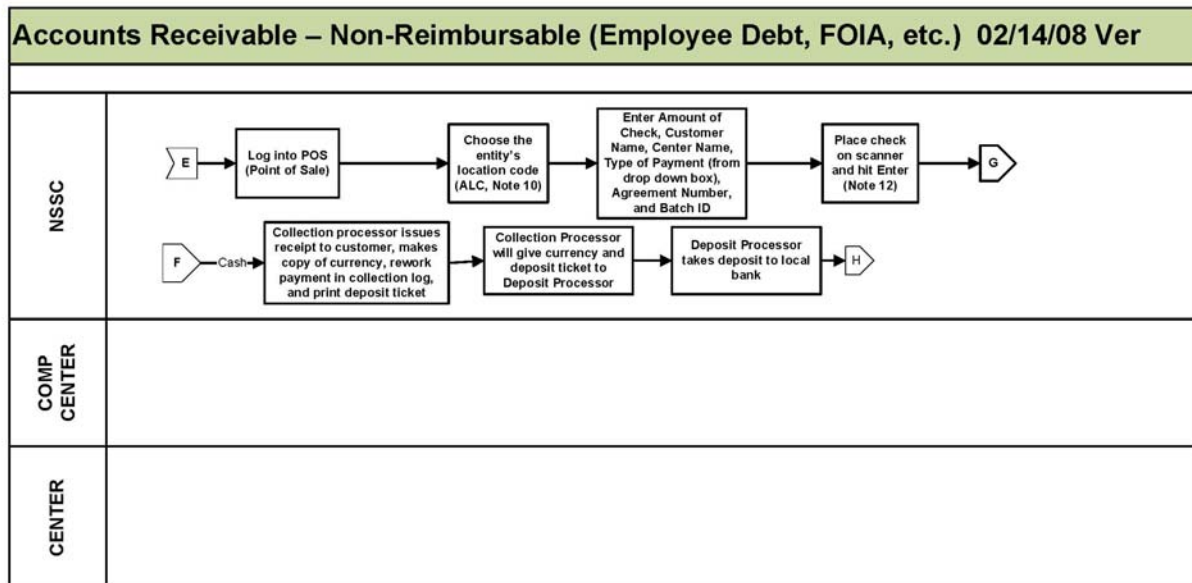 Accounts Receivable – Non-Reimbursable (Employee Debt, FOIA, etc.) 02/14/08 Ver
NSSC
E
Log into POS
(Point of Sale)
Choose the
entity's
location code
(ALC, Note 10)
Enter Amount of
Check, Customer
Name, Center Name,
Type of Payment (from
drop down box),
Agreement Number,
and Batch ID
Place check
on scanner
and hit Enter
(Note 12)
G
F
Cash
Collection processor issues
receipt to customer, makes
copy of currency, rework
payment in collection log,
and print deposit ticket
Collection Processor
will give currency and
deposit ticket to
Deposit Processor
Deposit Processor
takes deposit to local
bank
H
COMP
CENTER
CENTER